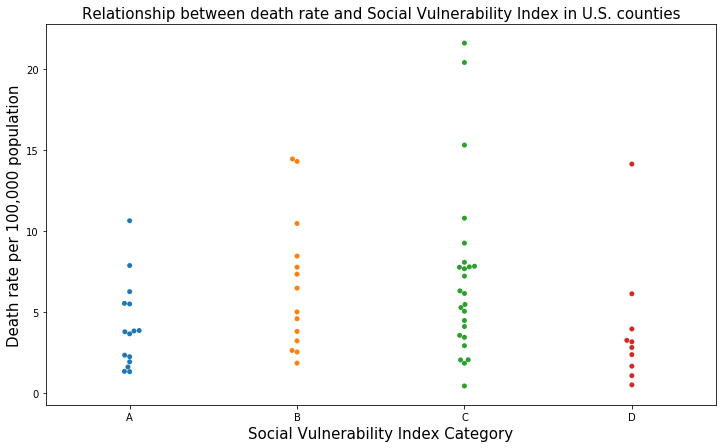 Relationship between death rate and Social Vulnerability Index in U.S. counties
Death rate per 100,000 population
20
15
10
5
0
A B C D
Social Vulnerability Index Category